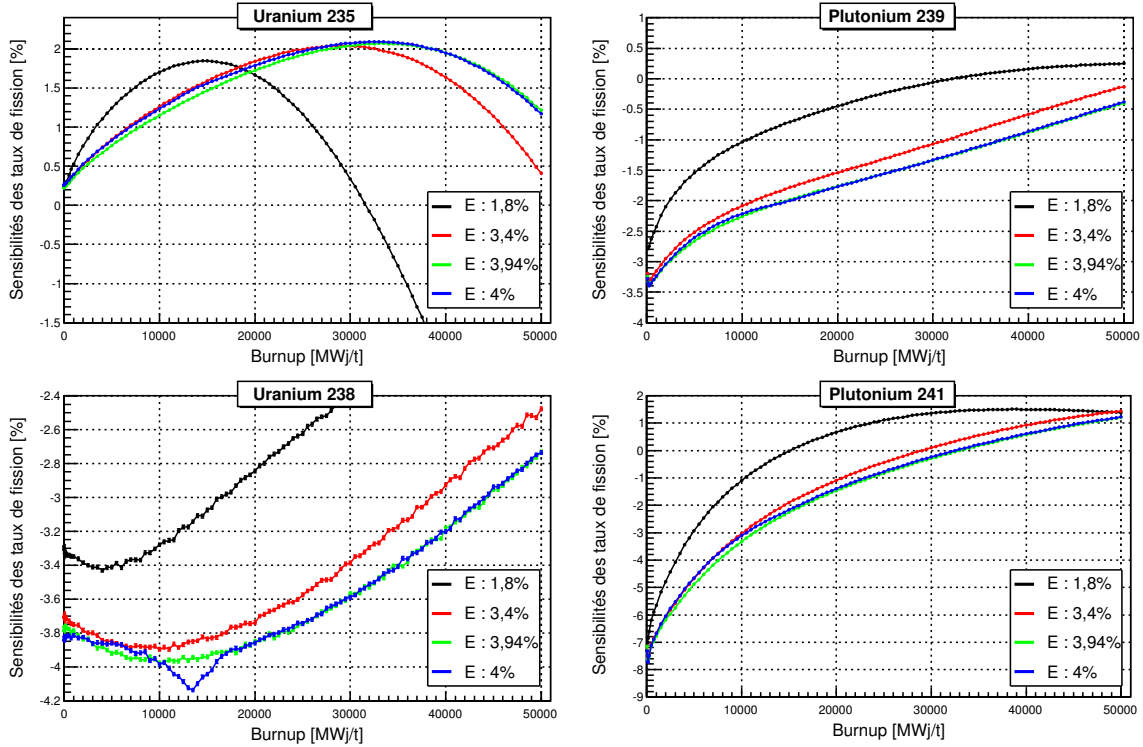 Uranium 235
Sensibilités des taux de fission [%]
2
1.5
1
0.5
0
-0.5
-1
-1.5
E : 1,8%
E : 3,4%
E : 3,94%
E : 4%
0 10000 20000 30000 40000 50000
Burnup [MWj/t]
Plutonium 239
Sensibilités des taux de fission [%]
1
0.5
0
-0.5
-1
-1.5
-2
-2.5
-3
-3.5
-4
E : 1,8%
E : 3,4%
E : 3,94%
E : 4%
0 10000 20000 30000 40000 50000
Burnup [MWj/t]
Uranium 238
Sensibilités des taux de fission [%]
-2.4
-2.6
-2.8
-3
-3.2
-3.4
-3.6
-3.8
-4
-4.2
E : 1,8%
E : 3,4%
E : 3,94%
E : 4%
0 10000 20000 30000 40000 50000
Burnup [MWj/t]
Plutonium 241
Sensibilités des taux de fission [%]
2
1
0
-1
-2
-3
-4
-5
-6
-7
-8
-9
E : 1,8%
E : 3,4%
E : 3,94%
E : 4%
0 10000 20000 30000 40000 50000
Burnup [MWj/t]